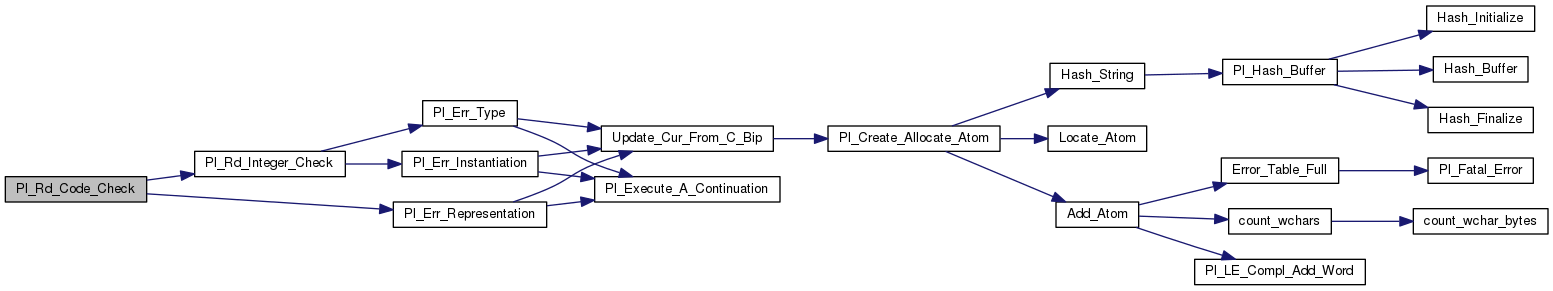 Pl_Rd_Code_Check
Pl_Rd_Integer_Check
Pl_Err_Type
Pl_Err_Instantiation
Pl_Err_Representation
Update_Cur_From_C_Bip
Pl_Execute_A_Continuation
Pl_Create_Allocate_Atom
Hash_String
Locate_Atom
Add_Atom
Pl_Hash_Buffer
Hash_Initialize
Hash_Buffer
Hash_Finalize
Error_Table_Full
Pl_Fatal_Error
count_wchars
count_wchar_bytes
Pl_LE_Compl_Add_Word